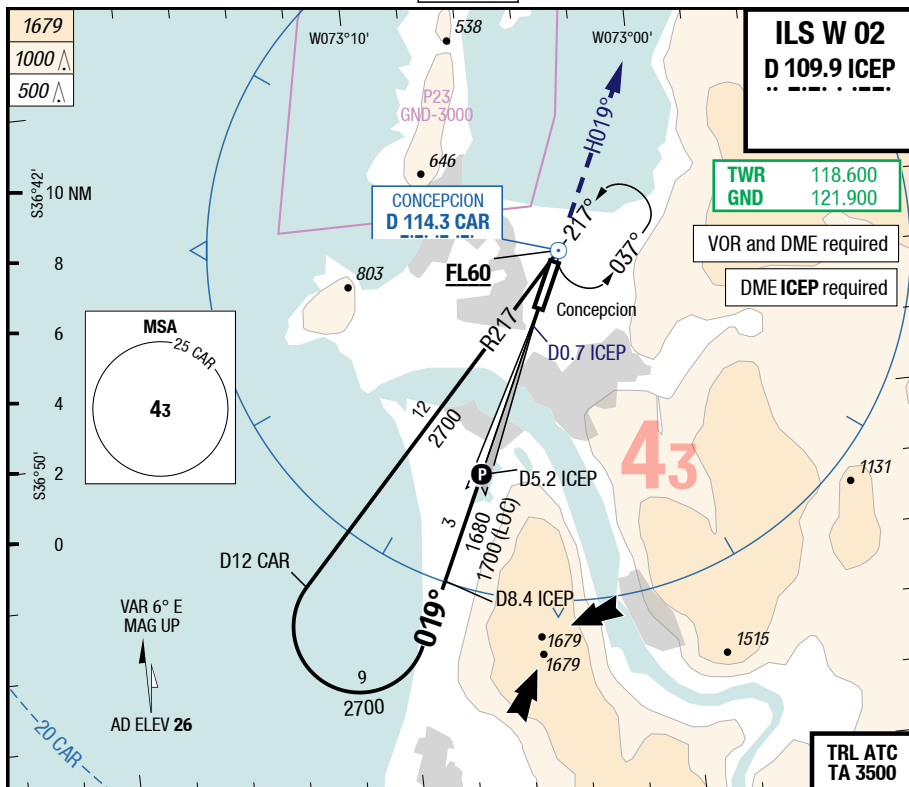 1679
1000
500
W073°10'
538
W073°00'
ILS W 02
D 109.9 ICEP
P23
GND-3000
H019°
646
TWR 118.600
GND 121.900
S36°42'
10 NM
CONCEPCION
D 114.3 CAR
217°
037°
VOR and DME required
8
FL60
803
DME ICEP required
Concepcion
6
MSA
25 CAR
43
R217
D0.7 ICEP
4
12
2700
43
S36°50'
2
P
D5.2 ICEP
1131
3
1680
1700 (LOC)
0
D12 CAR
D8.4 ICEP
019°
VAR 6° E
MAG UP
1679
1679
1515
9
2700
AD ELEV 26
20 CAR
TRL ATC
TA 3500